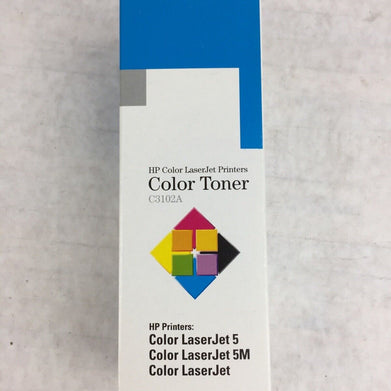 HP Color LaserJet Printers
Color Toner
C3102A
HP Printers:
Color LaserJet 5
Color LaserJet 5M
Color LaserJet